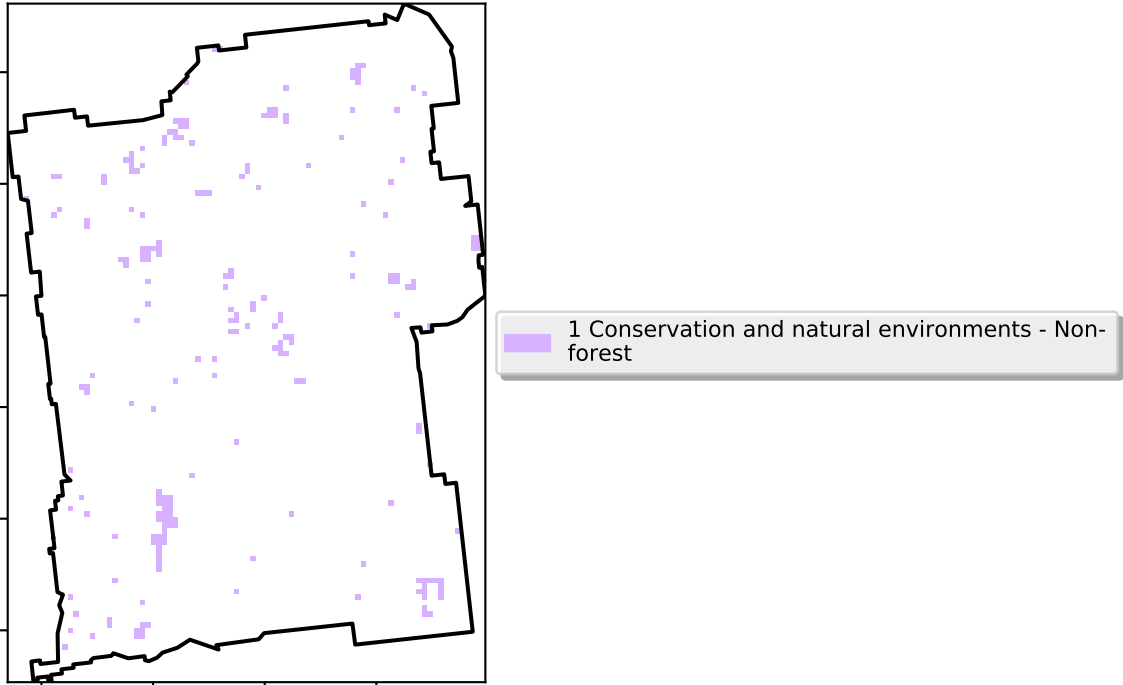 1 Conservation and natural environments - Non-
forest